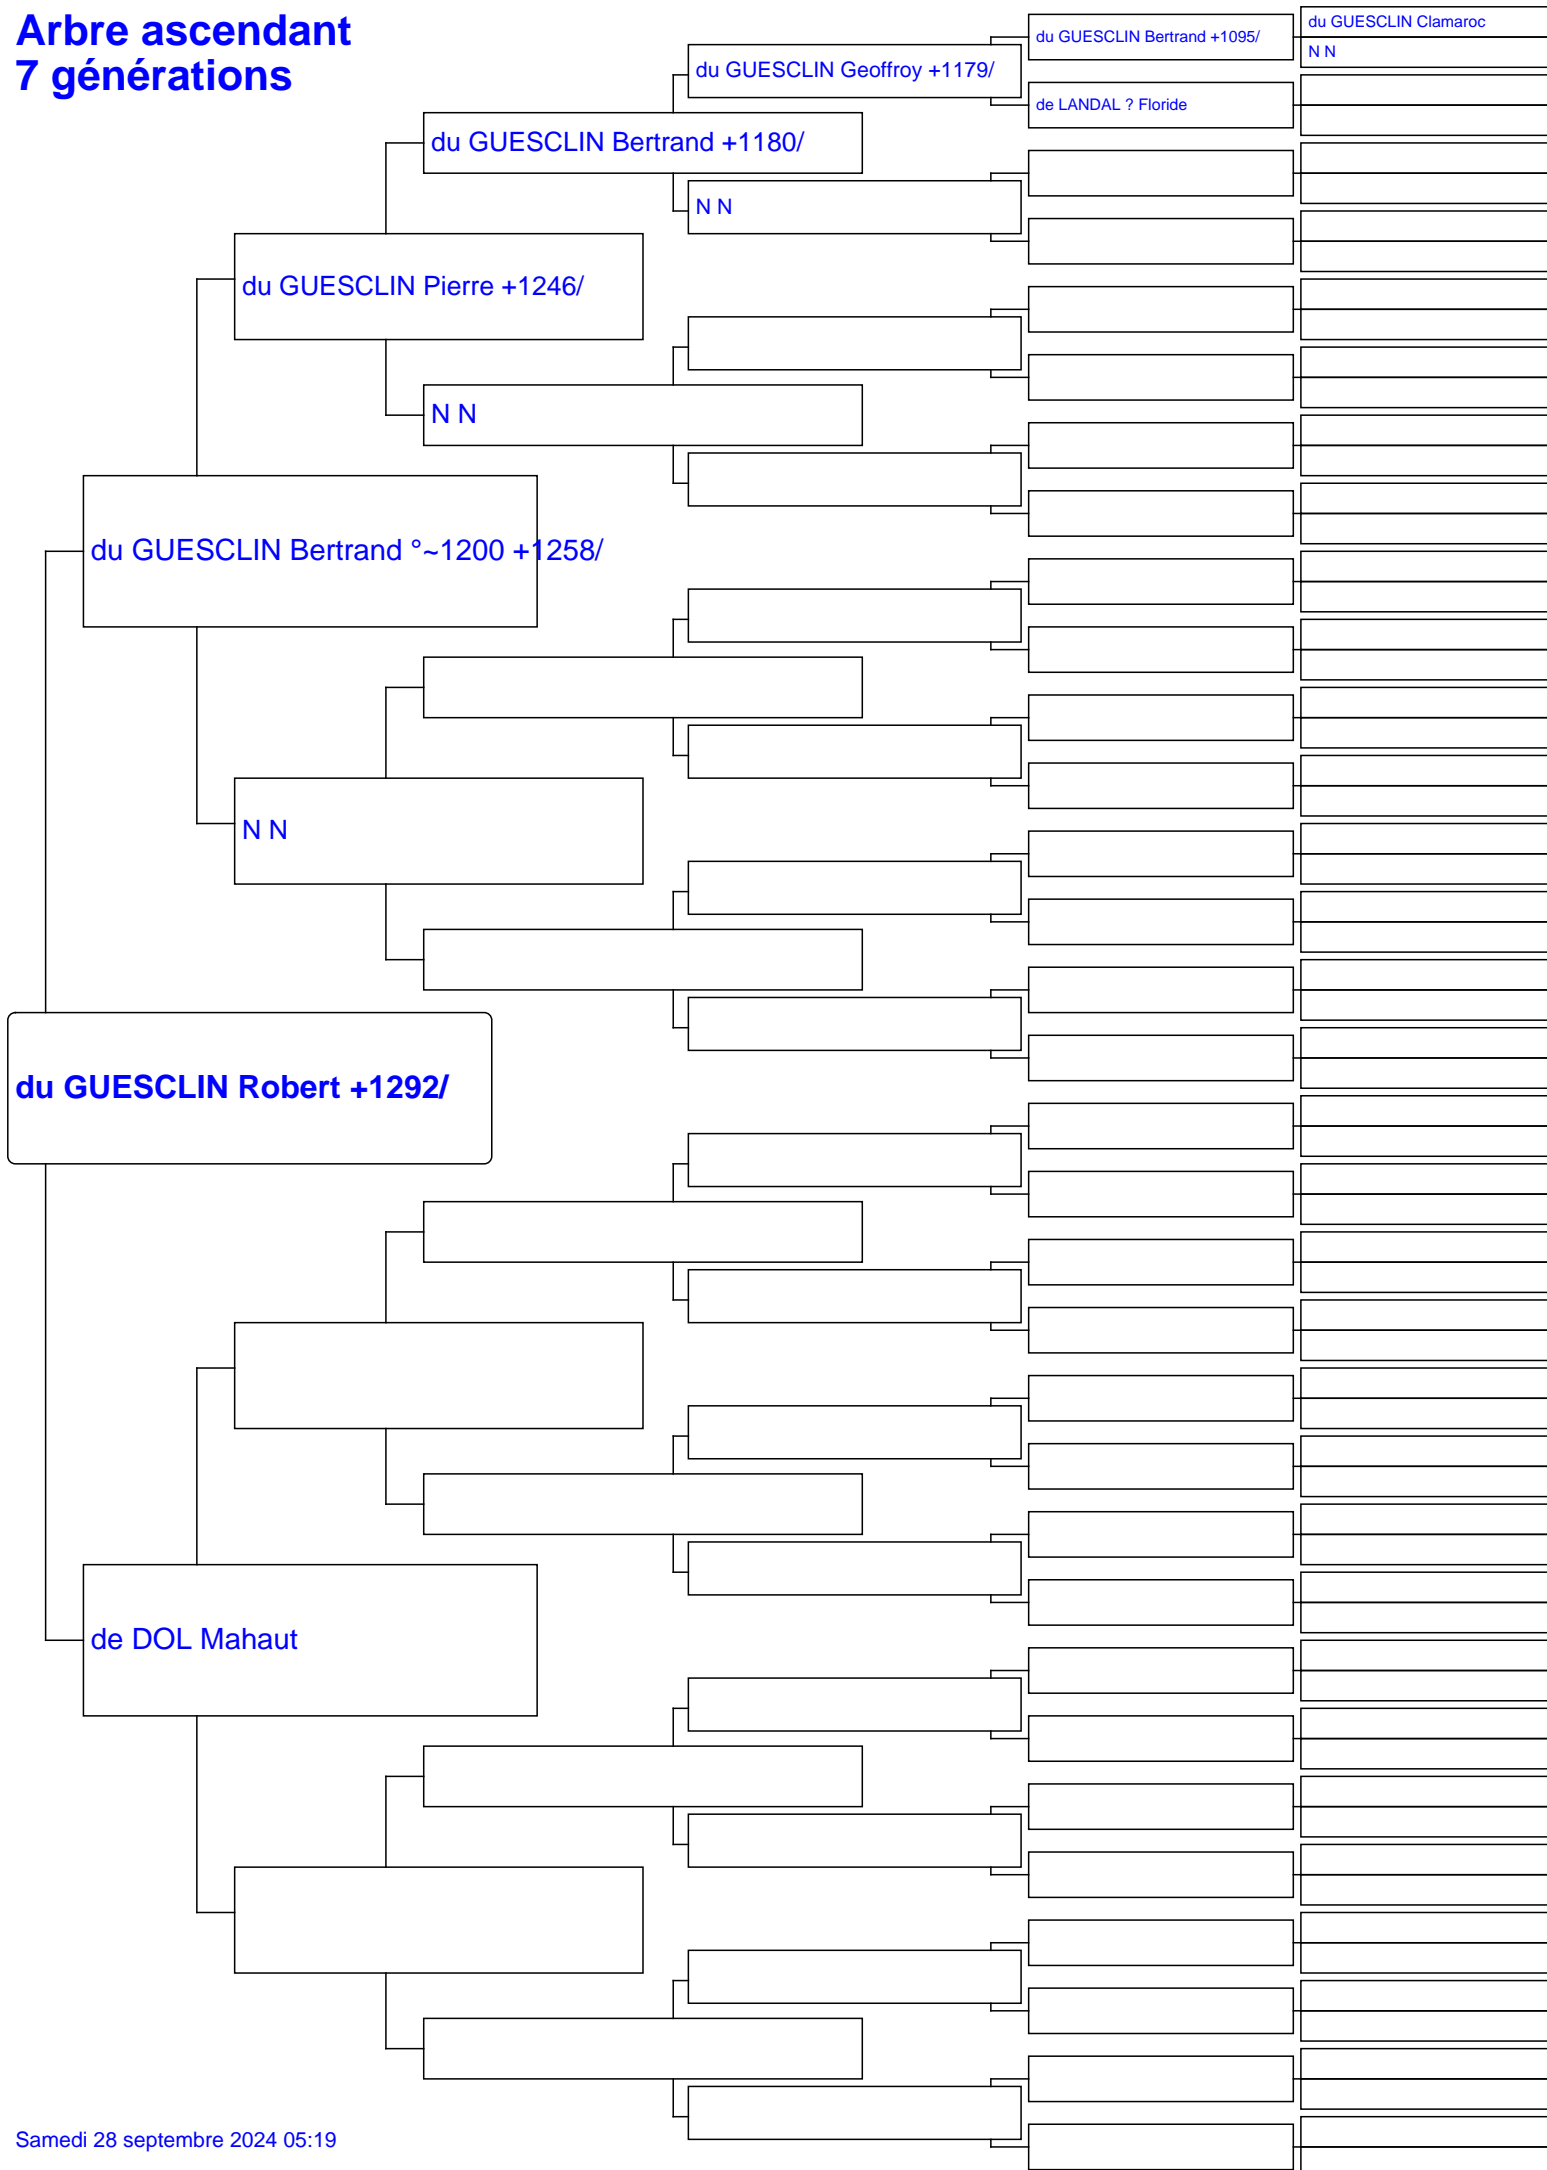 Arbre ascendant
7 générations
du GUESCLIN Clamaroc
du GUESCLIN Bertrand +1095/
N N
du GUESCLIN Geoffroy +1179/
de LANDAL ? Floride
du GUESCLIN Bertrand +1180/
N N
du GUESCLIN Pierre +1246/
N N
du GUESCLIN Bertrand °~1200 +1258/
N N
du GUESCLIN Robert +1292/
de DOL Mahaut
Samedi 28 septembre 2024 05:19